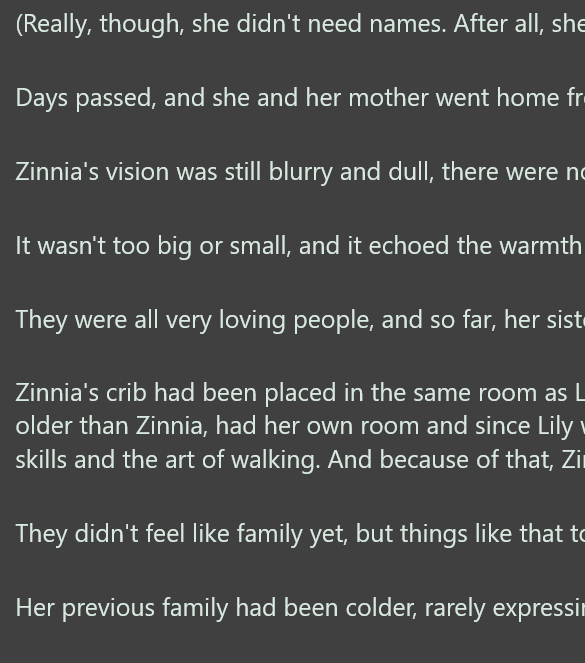 (Really, though, she didn't need names. After all, she
Days passed, and she and her mother went home
Zinnia's vision was still blurry and dull, there were
It wasn't too big or small, and it echoed the warmth
They were all very loving people, and so far, her
Zinnia's crib had been placed in the same room as
older than Zinnia, had her own room and since Lily
skills and the art of walking. And because of that,
They didn't feel like family yet, but things like that
Her previous family had been colder, rarely